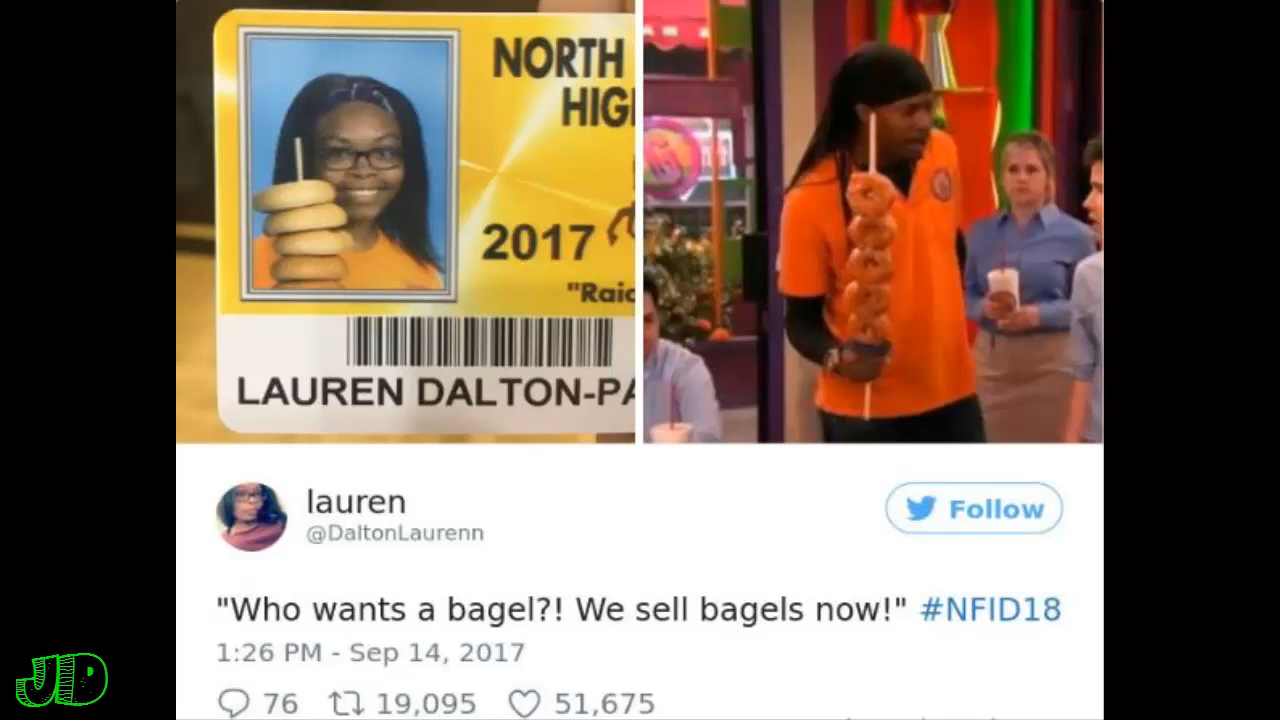 NORTH
HIG
2017
"Raid
LAUREN DALTON-PA
lauren
@DaltonLaurenn
Follow
"Who wants a bagel?! We sell bagels now!" #NFID18
1:26 PM - Sep 14, 2017
76 19,095 51,675
JD